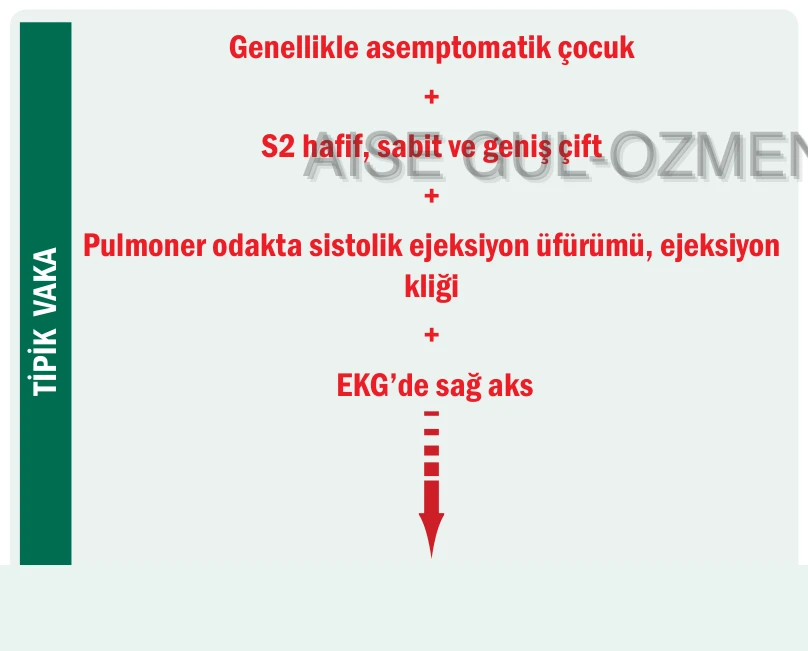 Genellikle asemptomatik çocuk
+
S2 hafif, sabit ve geniş çift
AISE GUL-OZMEN
+
Pulmoner odakta sistolik ejeksiyon üfürümü, ejeksiyon
kliği
+
EKG’de sağ aks
TİPİK VAKA